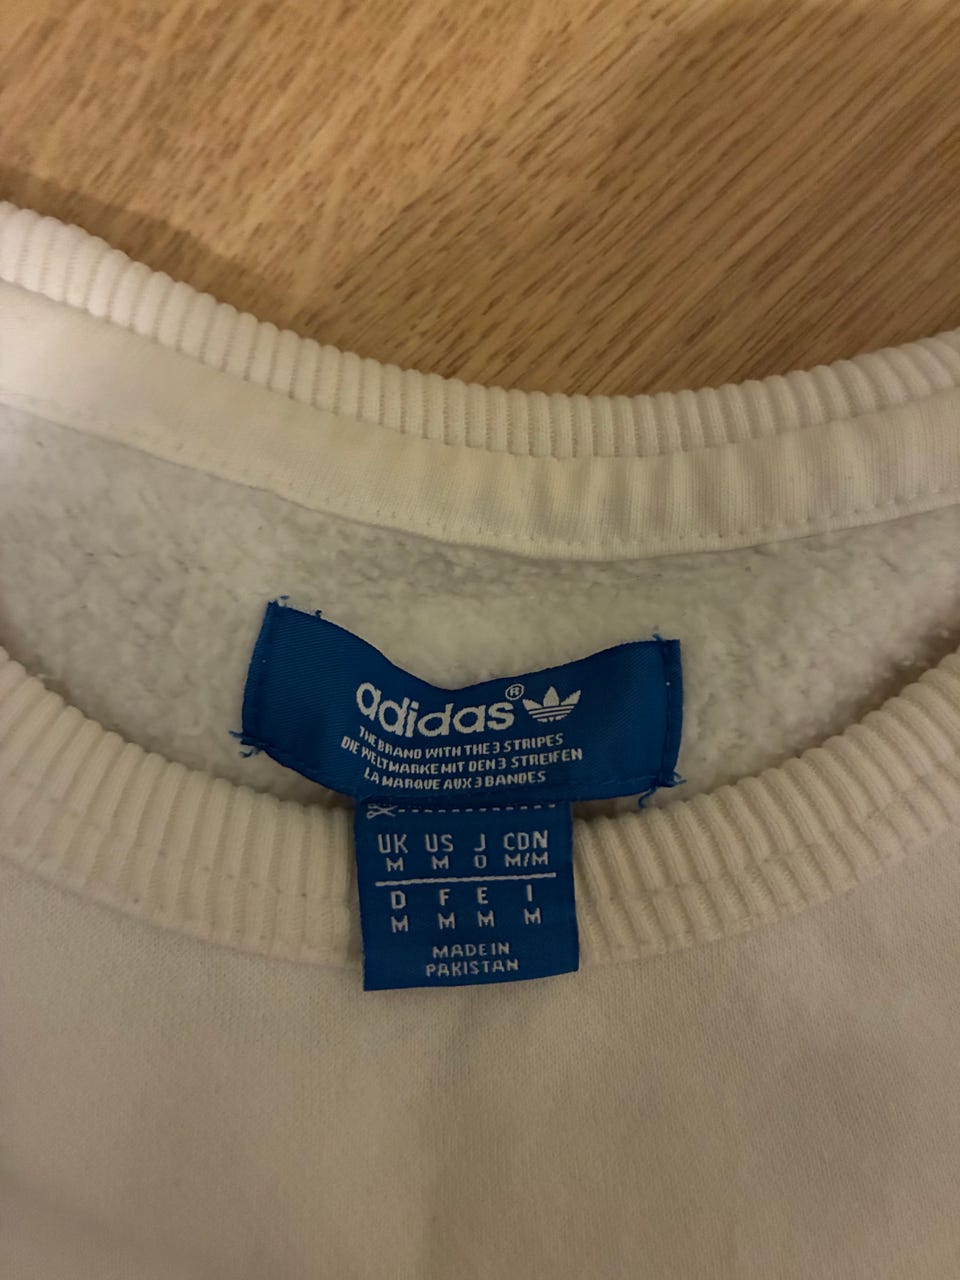 adidas®
THE BRAND WITH THE 3 STRIPES
DIE WELTMARKE MIT DEN 3 STREIFEN
LA MARQUE AUX 3 BANDES
UK US J CDN
M M O M/M
D F E I
M M M M
MADE IN
PAKISTAN